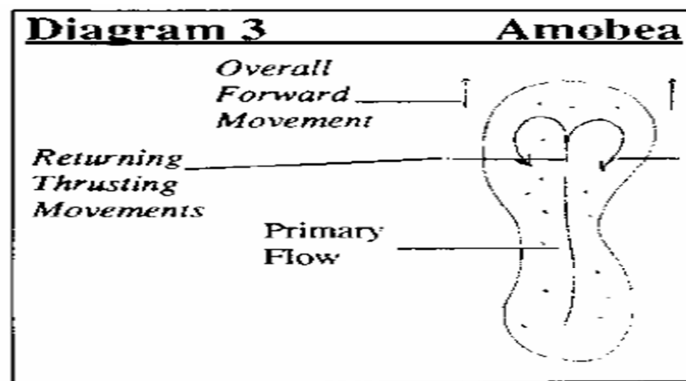 Diagram 3 Amobea
Overall
Forward
Movement
Returning
Thrusting
Movements
Primary
Flow